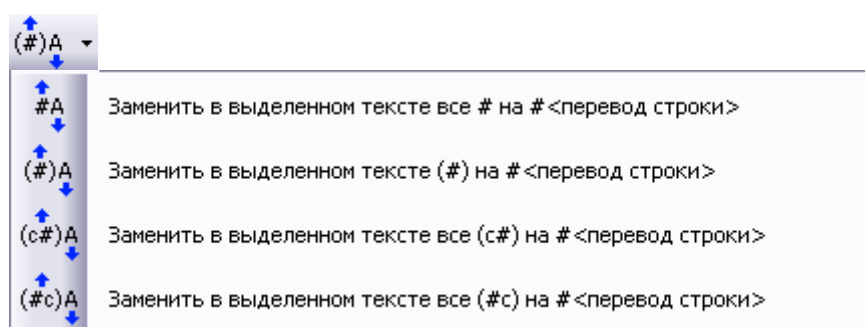 (#)A
#A Заменить в выделенном тексте все # на #<перевод строки>
(#)A Заменить в выделенном тексте (#) на #<перевод строки>
(c#)A Заменить в выделенном тексте все (c#) на #<перевод строки>
(#c)A Заменить в выделенном тексте все (#c) на #<перевод строки>